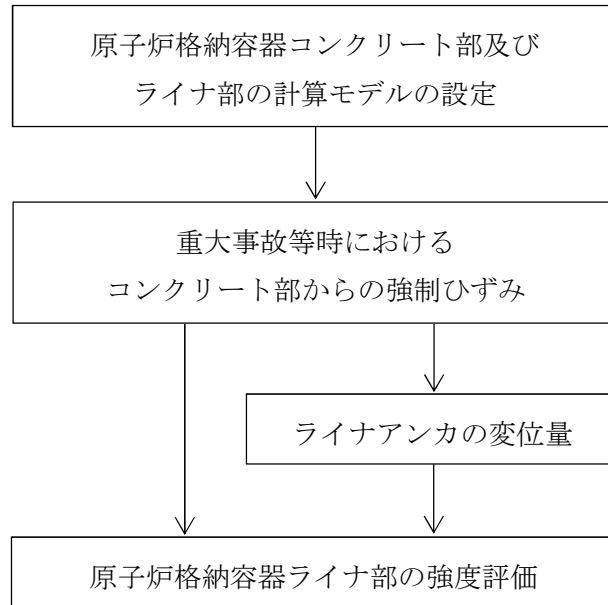 原子炉格納容器コンクリート部及び
ライナ部の計算モデルの設定
重大事故等時における
コンクリート部からの強制ひずみ
ライナアンカの変位量
原子炉格納容器ライナ部の強度評価